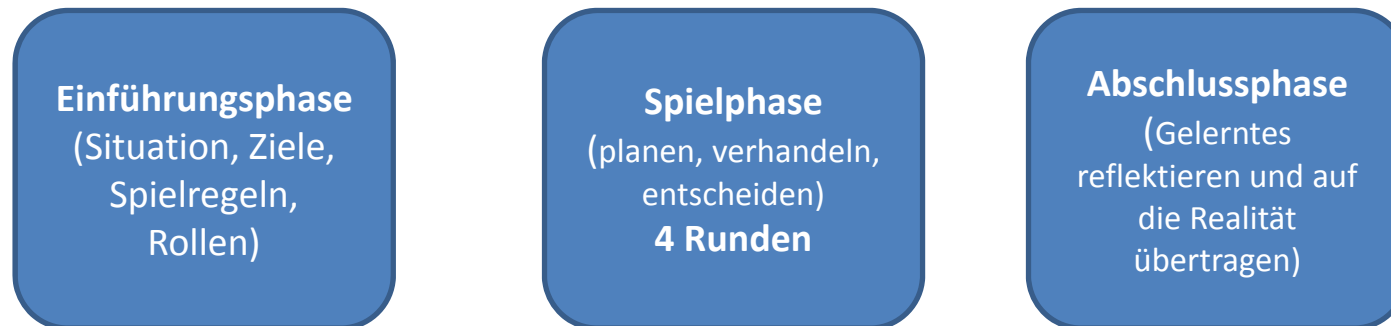 Einführungsphase
(Situation, Ziele,
Spielregeln,
Rollen)
Spielphase
(planen, verhandeln,
entscheiden)
4 Runden
Abschlussphase
(Gelerntes
reflektieren und auf
die Realität
übertragen)